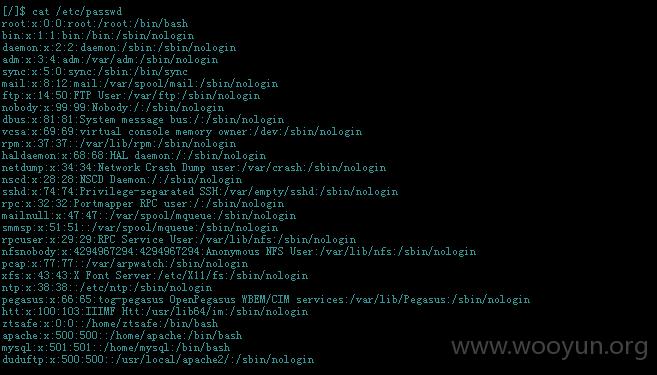 [/]$ cat /etc/passwd
root:x:0:0:root:/root:/bin/bash
bin:x:1:1:bin:/bin:/sbin/nologin
daemon:x:2:2:daemon:/sbin:/sbin/nologin
adm:x:3:4:adm:/var/adm:/sbin/nologin
sync:x:5:0:sync:/sbin:/bin/sync
mail:x:8:12:mail:/var/spool/mail:/sbin/nologin
ftp:x:14:50:FTP User:/var/ftp:/sbin/nologin
nobody:x:99:99:Nobody:/:/sbin/nologin
dbus:x:81:81:System message bus:/:/sbin/nologin
vcsa:x:69:69:virtual console memory owner:/dev:/sbin/nologin
rpm:x:37:37::/var/lib/rpm:/sbin/nologin
haldaemon:x:68:68:HAL daemon:/:/sbin/nologin
netdump:x:34:34:Network Crash Dump user:/var/crash:/sbin/nologin
nscd:x:28:28:NSCD Daemon:/:/sbin/nologin
sshd:x:74:74:Privilege-separated SSH:/var/empty/sshd:/sbin/nologin
rpc:x:32:32:Portmapper RPC user:/:/sbin/nologin
mailnull:x:47:47::/var/spool/mqueue:/sbin/nologin
smmsp:x:51:51::/var/spool/mqueue:/sbin/nologin
rpcuser:x:29:29:RPC Service User:/var/lib/nfs:/sbin/nologin
nfsnobody:x:4294967294:4294967294:Anonymous NFS User:/var/lib/nfs:/sbin/nologin
pcap:x:77:77::/var/arpwatch:/sbin/nologin
xfs:x:43:43:X Font Server:/etc/X11/fs:/sbin/nologin
ntp:x:38:38::/etc/ntp:/sbin/nologin
pegasus:x:66:65:tog-pegasus OpenPegasus WBEM/CIM services:/var/lib/Pegasus:/sbin/nologin
htt:x:100:103:IIIMF Htt:/usr/lib64/im:/sbin/nologin
ztsafe:x:0:0::/home/ztsafe:/bin/bash
apache:x:500:500::/home/apache:/bin/bash
mysql:x:501:501::/home/mysql:/bin/bash
duduftp:x:500:500::/usr/local/apache2/:/sbin/nologin
www.wooyun.org